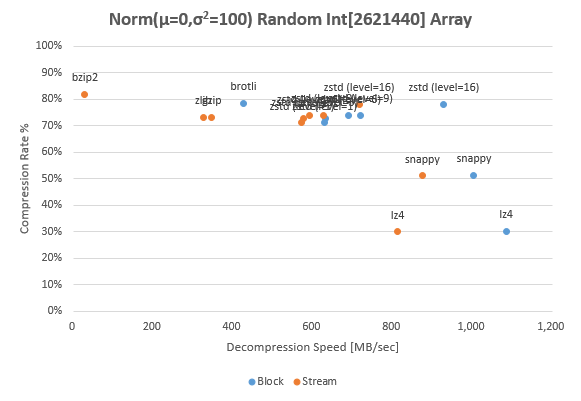 Norm(μ=0,σ²=100) Random Int[2621440] Array
100%
90%
80%
70%
60%
50%
40%
30%
20%
10%
0%
Compression Rate %
bzip2
brotli
zstd (level=16)
zstd (level=16)
snappy
snappy
lz4
lz4
0
200
400
600
800
1,000
1,200
Decompression Speed [MB/sec]
Block
Stream